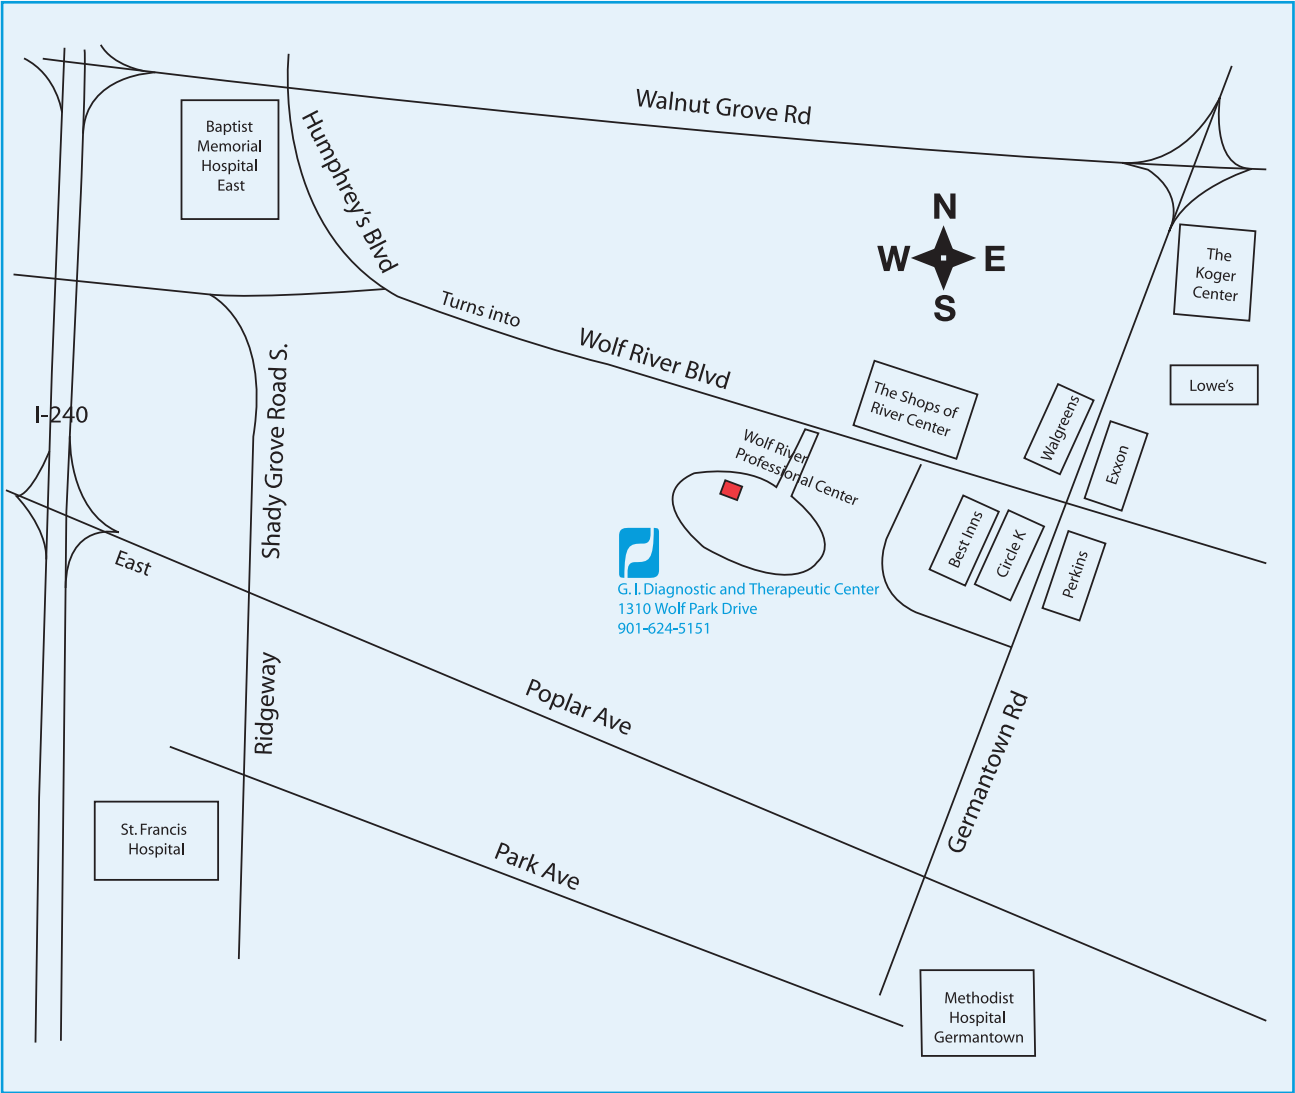 Walnut Grove Rd
Baptist
Memorial
Hospital
East
Humphrey's Blvd
N
W E
S
The
Koger
Center
Turns into
Wolf River Blvd
Lowe's
The Shops of
River Center
Walgreens
I-240
Shady Grove Road S.
Wolf River
Professional Center
Exxon
Best Inns
Circle K
Perkins
East
G. I. Diagnostic and Therapeutic Center
1310 Wolf Park Drive
901-624-5151
Ridgeway
Poplar Ave
Germantown Rd
St. Francis
Hospital
Park Ave
Methodist
Hospital
Germantown